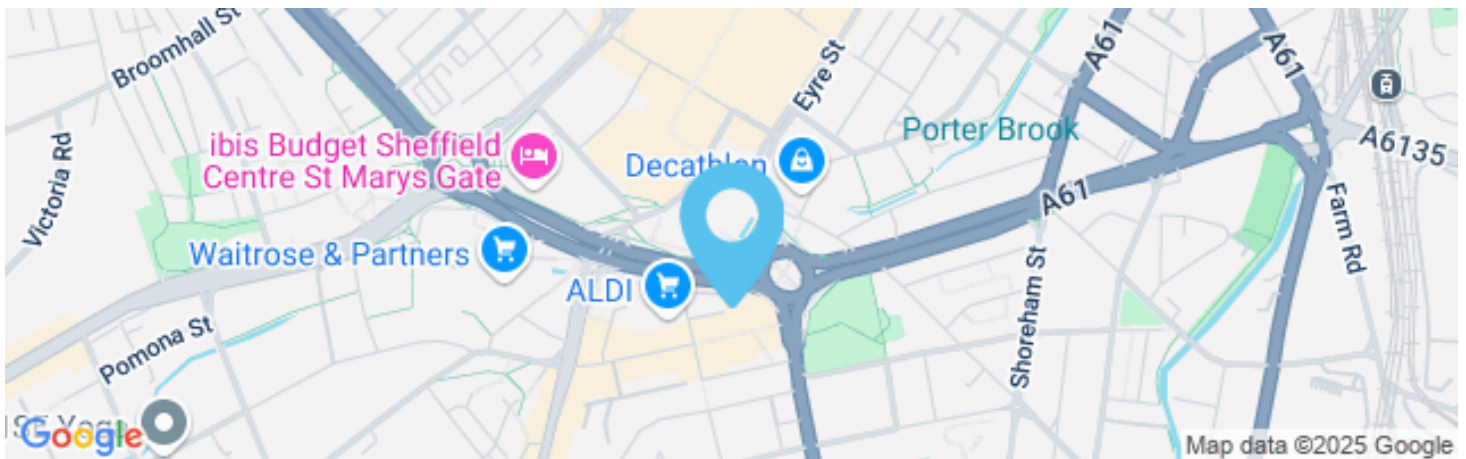 Broomhall St
Victoria Rd
ibis Budget Sheffield
Centre St Marys Gate
Waitrose & Partners
ALDI
Decathlon
Eyre St
Porter Brook
A61
A61
A61
A6135
Farm Rd
Shoreham St
Pomona St
Google
Map data ©2025 Google